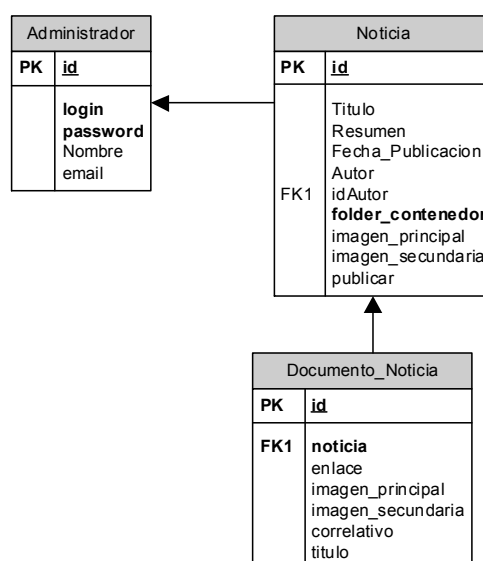 Administrador
PK id
login
password
Nombre
email
Noticia
PK id
Titulo
Resumen
Fecha_Publicacion
Autor
FK1 idAutor
folder_contenedor
imagen_principal
imagen_secundaria
publicar
Documento_Noticia
PK id
FK1 noticia
enlace
imagen_principal
imagen_secundaria
correlativo
titulo